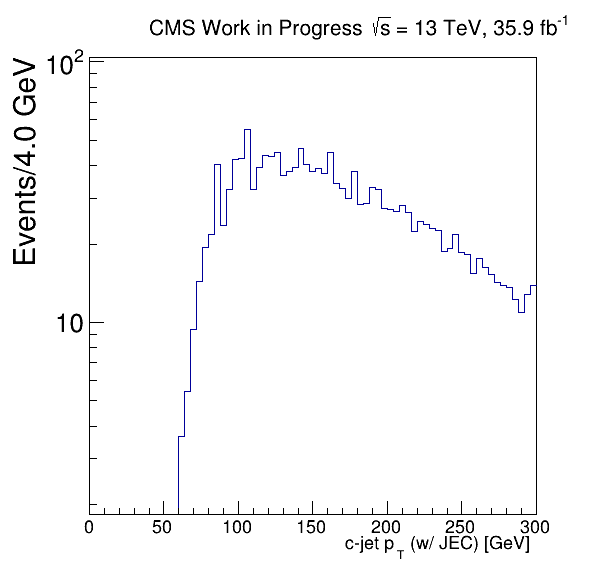 CMS Work in Progress √s = 13 TeV, 35.9 fb⁻¹
Events/4.0 GeV
10²
10
0 50 100 150 200 250 300
c-jet p_T (w/ JEC) [GeV]